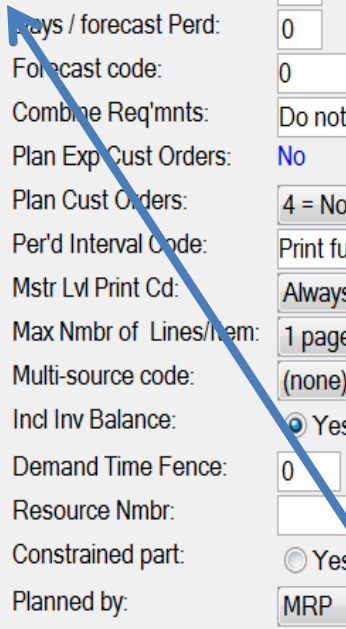 Days / forecast Perd: 0
Forecast code: 0
Combine Req'mnts: Do not
Plan Exp Cust Orders: No
Plan Cust Orders: 4 = No
Per'd Interval Code: Print fu
Mstr Lvl Print Cd: Always
Max Nmbr of Lines/Item: 1 page
Multi-source code: (none)
Incl Inv Balance: Yes
Demand Time Fence: 0
Resource Nmbr:
Constrained part: Yes
Planned by: MRP